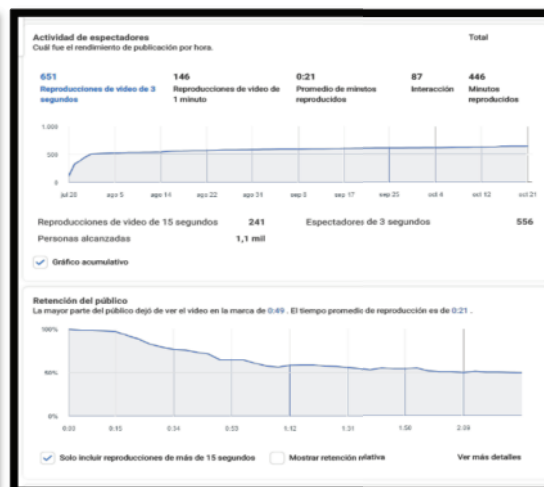 Actividad de espectadores
Total
Cuál fue el rendimiento de publicación por hora.
651 146 0:21 87 446
Reproducciones de video de 3 segundos
Reproducciones de video de 1 minuto
Promedio de minutos reproducidos
Interacción
Minutos reproducidos
1.000
500
0
jul 28 ago 5 ago 14 ago 22 ago 31 sep 8 sep 17 sep 25 oct 4 oct 12 oct 21
Reproducciones de video de 15 segundos 241 Espectadores de 3 segundos 556
Personas alcanzadas 1,1 mil
Gráfico acumulativo
Retención del público
La mayor parte del público dejó de ver el video en la marca de 0:49 . El tiempo promedio de reproducción es de 0:21 .
100%
50%
0%
0:00 0:15 0:34 0:53 1:12 1:31
Solo incluir reproducciones de más de 15 segundos Mostrar retención relativa Ver más detalles